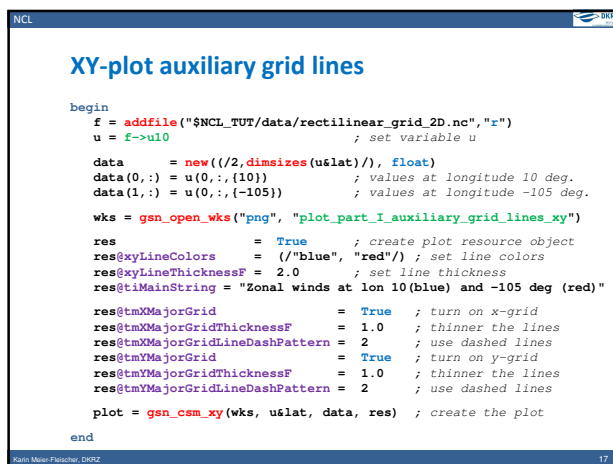 NCL
DKRZ
XY-plot auxiliary grid lines
begin
f = addfile("$NCL_TUT/data/rectilinear_grid_2D.nc","r")
u = f->u10 ; set variable u
data = new((/2,dimsizes(u&lat)/), float)
data(0,:) = u(0,:,{10}) ; values at longitude 10 deg.
data(1,:) = u(0,:,{-105}) ; values at longitude -105 deg.
wks = gsn_open_wks("png", "plot_part_I_auxiliary_grid_lines_xy")
res = True ; create plot resource object
res@xyLineColors = (/"blue", "red"/) ; set line colors
res@xyLineThicknessF = 2.0 ; set line thickness
res@tiMainString = "Zonal winds at lon 10(blue) and -105 deg (red)"
res@tmXMajorGrid = True ; turn on x-grid
res@tmXMajorGridThicknessF = 1.0 ; thinner the lines
res@tmXMajorGridLineDashPattern = 2 ; use dashed lines
res@tmYMajorGrid = True ; turn on y-grid
res@tmYMajorGridThicknessF = 1.0 ; thinner the lines
res@tmYMajorGridLineDashPattern = 2 ; use dashed lines
plot = gsn_csm_xy(wks, u&lat, data, res) ; create the plot
end
Karin Meier-Fleischer, DKRZ 17